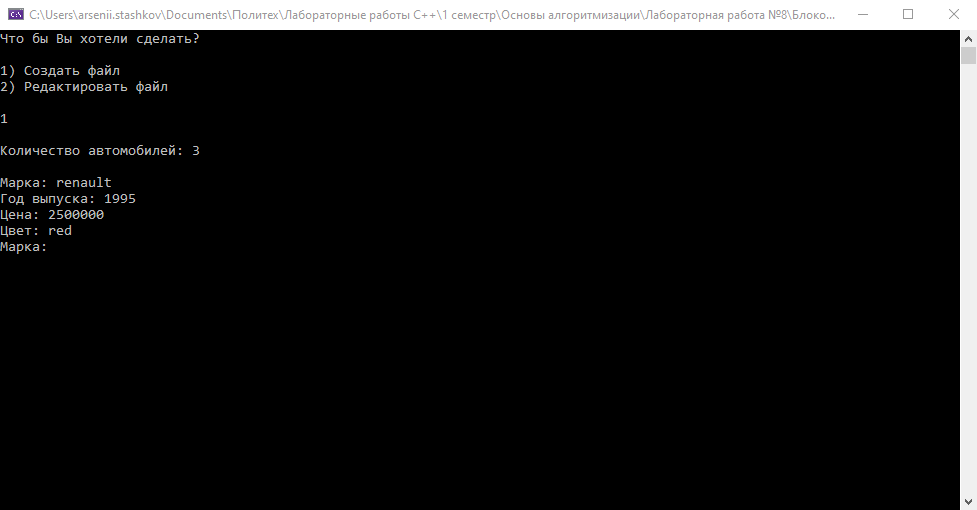 C:\Users\arsenii.stashkov\Documents\Политех\Лабораторные работы C++\1 семестр\Основы алгоритмизации\Лабораторная работа №8\Блоко...
Что бы Вы хотели сделать?
1) Создать файл
2) Редактировать файл
1
Количество автомобилей: 3
Марка: renault
Год выпуска: 1995
Цена: 2500000
Цвет: red
Марка: